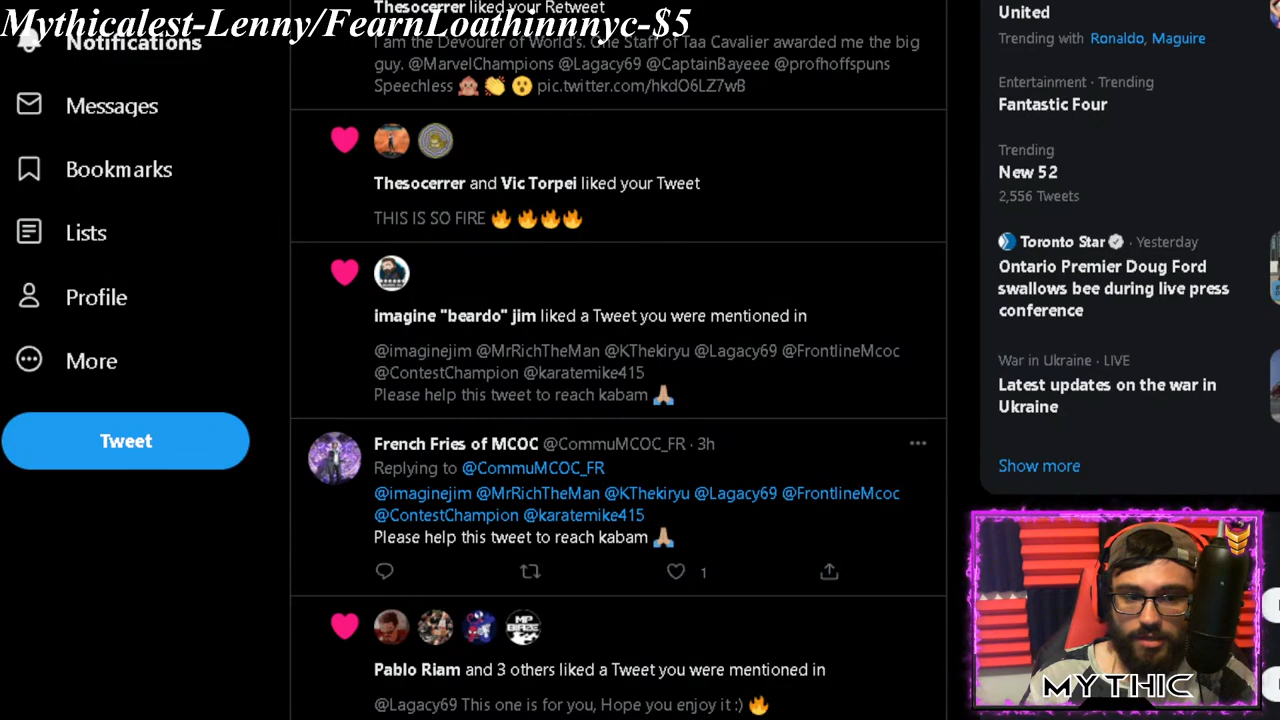 Mythicalest-Lenny/FearnLoathinnnyc-$5
Notifications
Messages
Bookmarks
Lists
Profile
More
Tweet
Thesocerrer liked your Retweet
I am the Devourer of World's. One Staff of Taa Cavalier awarded me the big
guy. @MarvelChampions @Lagacy69 @CaptainBayeee @profhoffspuns
Speechless 🙊 👏 😮 pic.twitter.com/hkdO6LZ7wB
Thesocerrer and Vic Torpei liked your Tweet
THIS IS SO FIRE 🔥 🔥🔥🔥
imagine "beardo" jim liked a Tweet you were mentioned in
@imaginejim @MrRichTheMan @KThekiryu @Lagacy69 @FrontlineMcoc
@ContestChampion @karatemike415
Please help this tweet to reach kabam 🙏🏼
French Fries of MCOC @CommuMCOC_FR · 3h
Replying to @CommuMCOC_FR
@imaginejim @MrRichTheMan @KThekiryu @Lagacy69 @FrontlineMcoc
@ContestChampion @karatemike415
Please help this tweet to reach kabam 🙏🏼
1
MP
BLAZE
Pablo Riam and 3 others liked a Tweet you were mentioned in
@Lagacy69 This one is for you, Hope you enjoy it :) 🔥
United
Trending with Ronaldo, Maguire
Entertainment · Trending
Fantastic Four
Trending
New 52
2,556 Tweets
Toronto Star · Yesterday
Ontario Premier Doug Ford
swallows bee during live press
conference
War in Ukraine · LIVE
Latest updates on the war in
Ukraine
Show more
MYTHIC